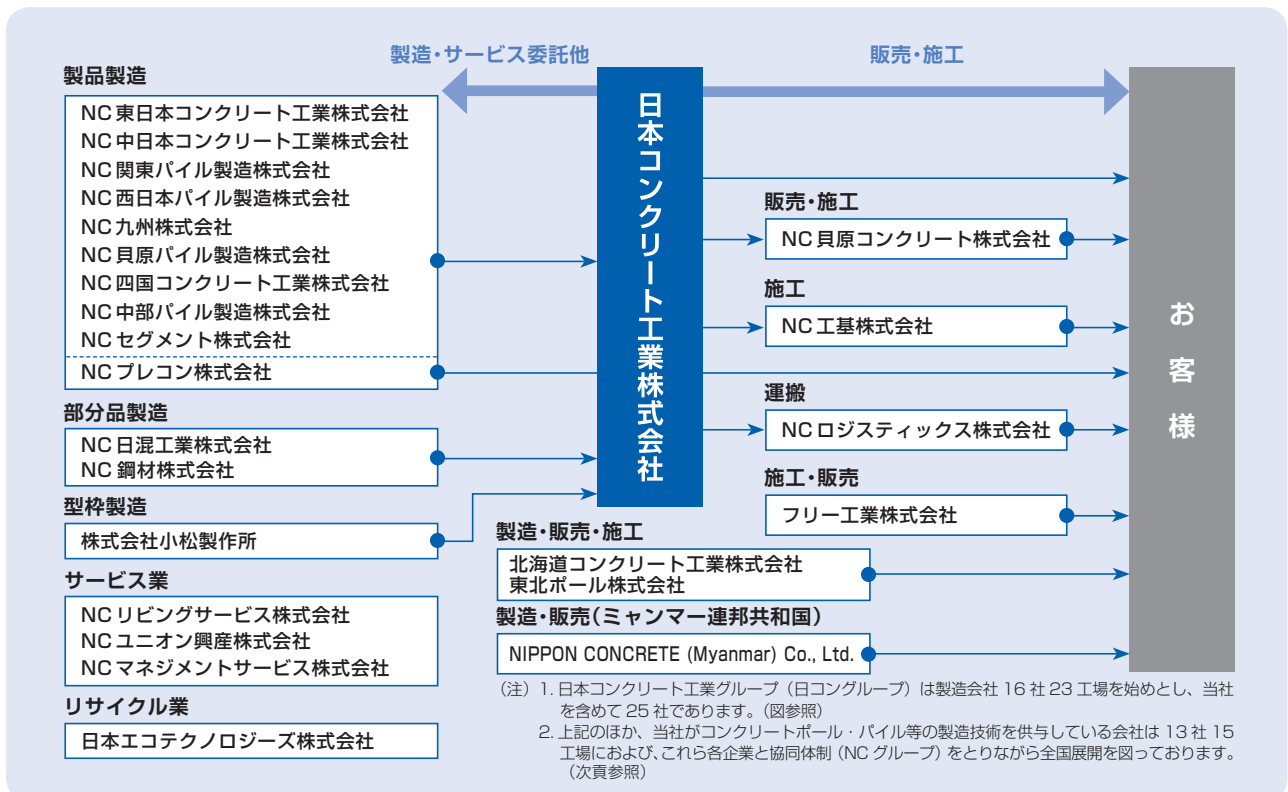 製造・サービス委託他
販売・施工
製品製造
NC東日本コンクリート工業株式会社
NC中日本コンクリート工業株式会社
NC関東パイル製造株式会社
NC西日本パイル製造株式会社
NC九州株式会社
NC貝原パイル製造株式会社
NC四国コンクリート工業株式会社
NC中部パイル製造株式会社
NCセグメント株式会社
NCプレコン株式会社
部分品製造
NC日混工業株式会社
NC鋼材株式会社
型枠製造
株式会社小松製作所
サービス業
NCリビングサービス株式会社
NCユニオン興産株式会社
NCマネジメントサービス株式会社
リサイクル業
日本エコテクノロジーズ株式会社
日本コンクリート工業株式会社
販売・施工
NC貝原コンクリート株式会社
施工
NC工基株式会社
運搬
NCロジスティックス株式会社
施工・販売
フリー工業株式会社
製造・販売・施工
北海道コンクリート工業株式会社
東北ポール株式会社
製造・販売(ミャンマー連邦共和国)
NIPPON CONCRETE (Myanmar) Co., Ltd.
お客様
(注) 1. 日本コンクリート工業グループ(日コングループ)は製造会社 16 社 23 工場を始めとし、当社
を含めて 25 社であります。(図参照)
2. 上記のほか、当社がコンクリートポール・パイル等の製造技術を供与している会社は 13 社 15
工場におよび、これら各企業と協同体制(NC グループ)をとりながら全国展開を図っております。
(次頁参照)